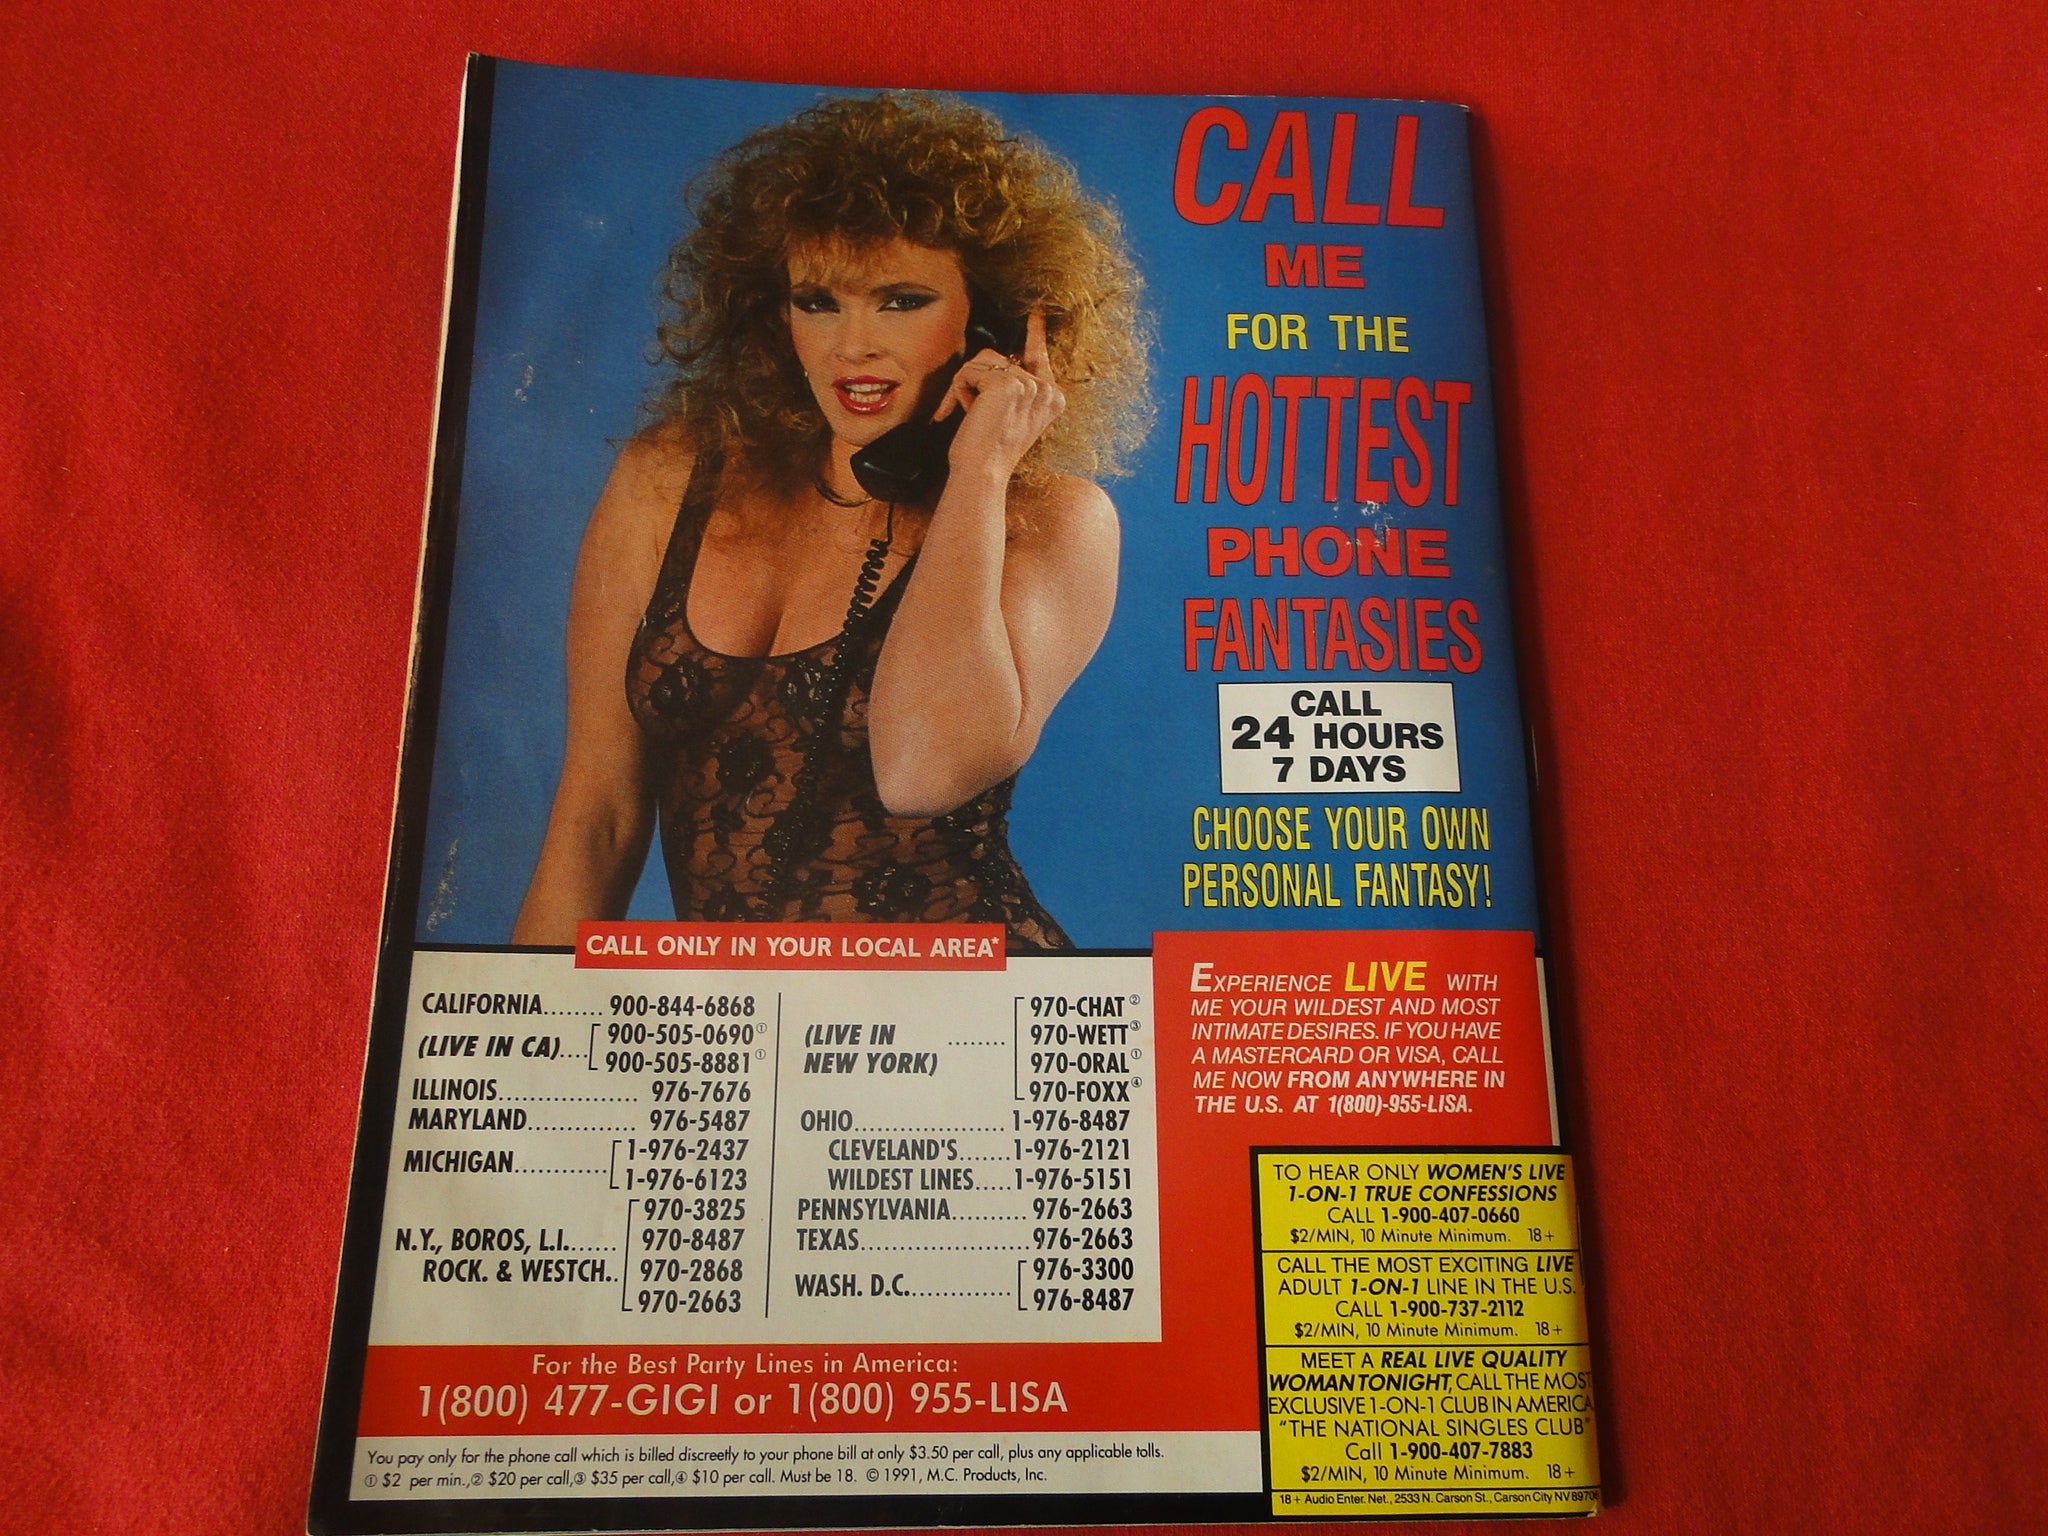 CALL
ME
FOR THE
HOTTEST
PHONE
FANTASIES
CALL
24 HOURS
7 DAYS
CHOOSE YOUR OWN
PERSONAL FANTASY!
CALL ONLY IN YOUR LOCAL AREA*
CALIFORNIA........ 900-844-6868
(LIVE IN CA).... 900-505-0690①
900-505-8881①
ILLINOIS.................. 976-7676
MARYLAND.............. 976-5487
MICHIGAN............ 1-976-2437
1-976-6123
N.Y., BOROS, L.I......
ROCK. & WESTCH..
970-3825
970-8487
970-2868
970-2663
(LIVE IN
NEW YORK) ........
970-CHAT②
970-WETT③
970-ORAL①
970-FOXX④
OHIO.................... 1-976-8487
CLEVELAND'S.......1-976-2121
WILDEST LINES.....1-976-5151
PENNSYLVANIA.......... 976-2663
TEXAS.......................976-2663
WASH. D.C.............. 976-3300
976-8487
EXPERIENCE LIVE WITH
ME YOUR WILDEST AND MOST
INTIMATE DESIRES. IF YOU HAVE
A MASTERCARD OR VISA, CALL
ME NOW FROM ANYWHERE IN
THE U.S. AT 1(800)-955-LISA.
TO HEAR ONLY WOMEN'S LIVE
1-ON-1 TRUE CONFESSIONS
CALL 1-900-407-0660
$2/MIN, 10 Minute Minimum. 18+
CALL THE MOST EXCITING LIVE
ADULT 1-ON-1 LINE IN THE U.S.
CALL 1-900-737-2112
$2/MIN, 10 Minute Minimum. 18+
MEET A REAL LIVE QUALITY
WOMAN TONIGHT, CALL THE MOST
EXCLUSIVE 1-ON-1 CLUB IN AMERICA
"THE NATIONAL SINGLES CLUB"
Call 1-900-407-7883
$2/MIN, 10 Minute Minimum. 18+
18+ Audio Enter. Net., 2533 N. Carson St., Carson City NV 89706
For the Best Party Lines in America:
1(800) 477-GIGI or 1(800) 955-LISA
You pay only for the phone call which is billed discreetly to your phone bill at only $3.50 per call, plus any applicable tolls.
① $2 per min.,② $20 per call,③ $35 per call,④ $10 per call. Must be 18. © 1991, M.C. Products, Inc.